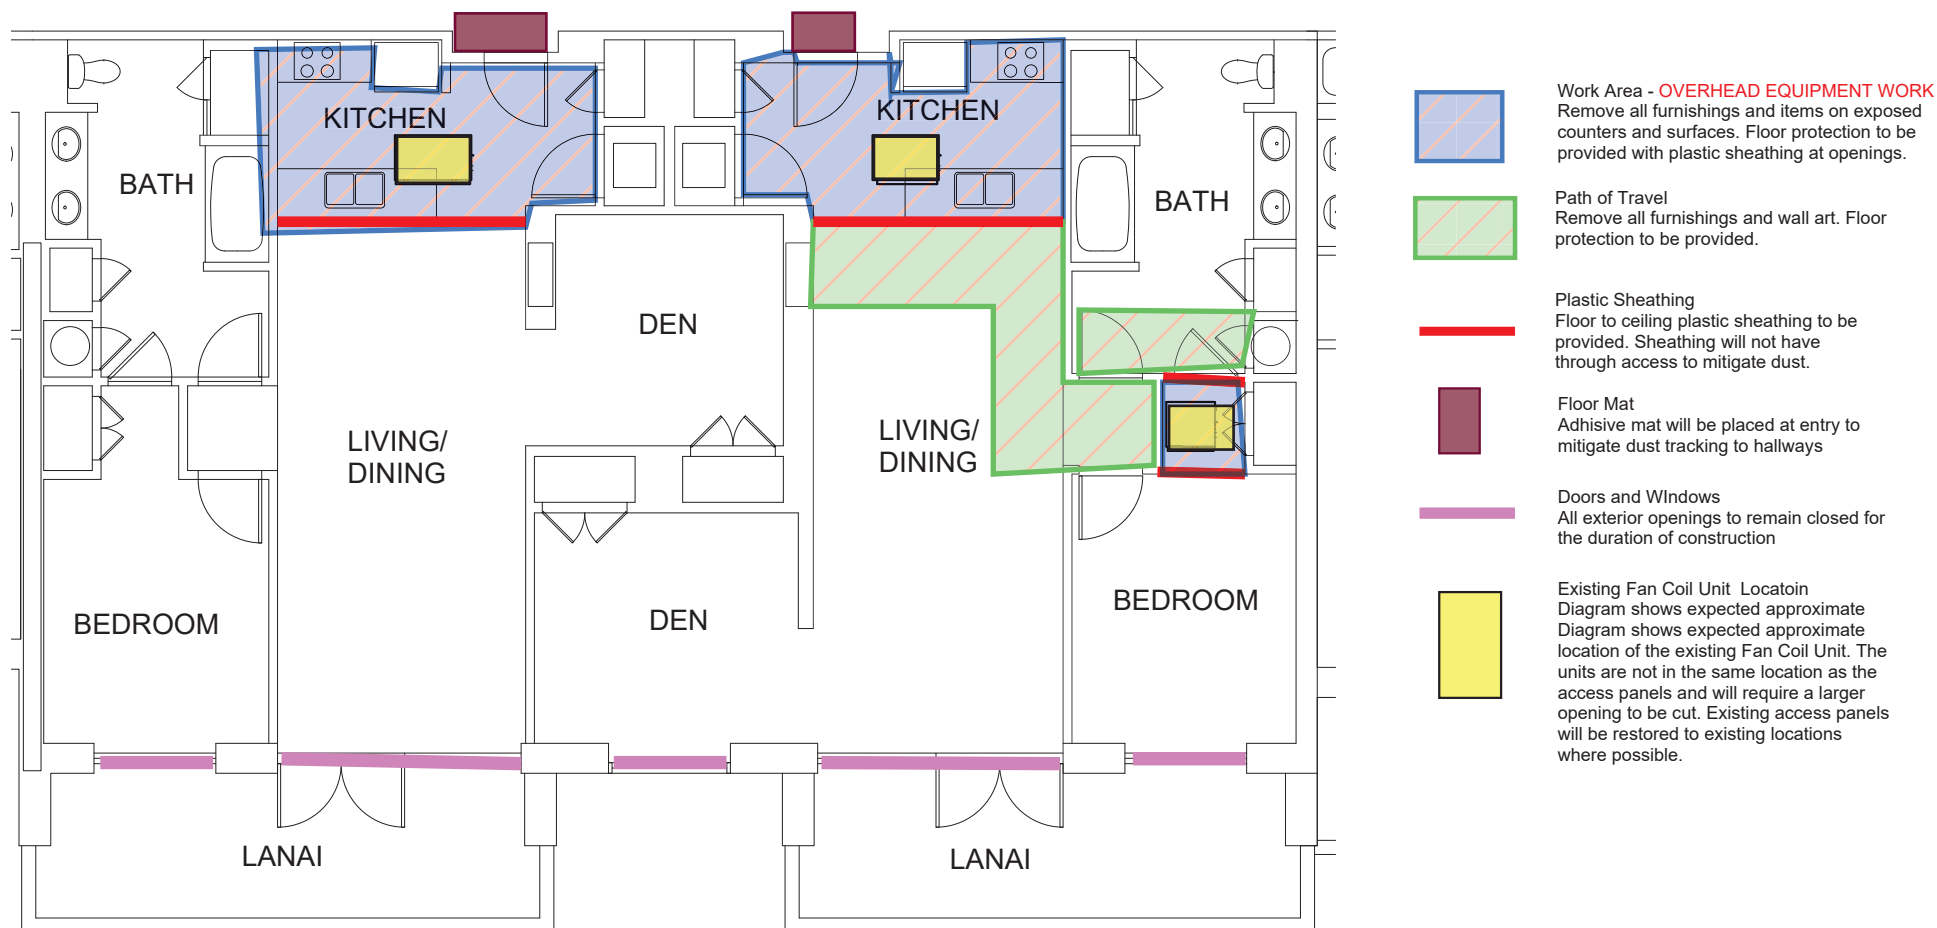 KITCHEN
KITCHEN
BATH
BATH
DEN
LIVING/
DINING
LIVING/
DINING
BEDROOM
DEN
BEDROOM
LANAI
LANAI
Work Area - OVERHEAD EQUIPMENT WORK
Remove all furnishings and items on exposed
counters and surfaces. Floor protection to be
provided with plastic sheathing at openings.
Path of Travel
Remove all furnishings and wall art. Floor
protection to be provided.
Plastic Sheathing
Floor to ceiling plastic sheathing to be
provided. Sheathing will not have
through access to mitigate dust.
Floor Mat
Adhisive mat will be placed at entry to
mitigate dust tracking to hallways
Doors and WIndows
All exterior openings to remain closed for
the duration of construction
Existing Fan Coil Unit Locatoin
Diagram shows expected approximate
Diagram shows expected approximate
location of the existing Fan Coil Unit. The
units are not in the same location as the
access panels and will require a larger
opening to be cut. Existing access panels
will be restored to existing locations
where possible.